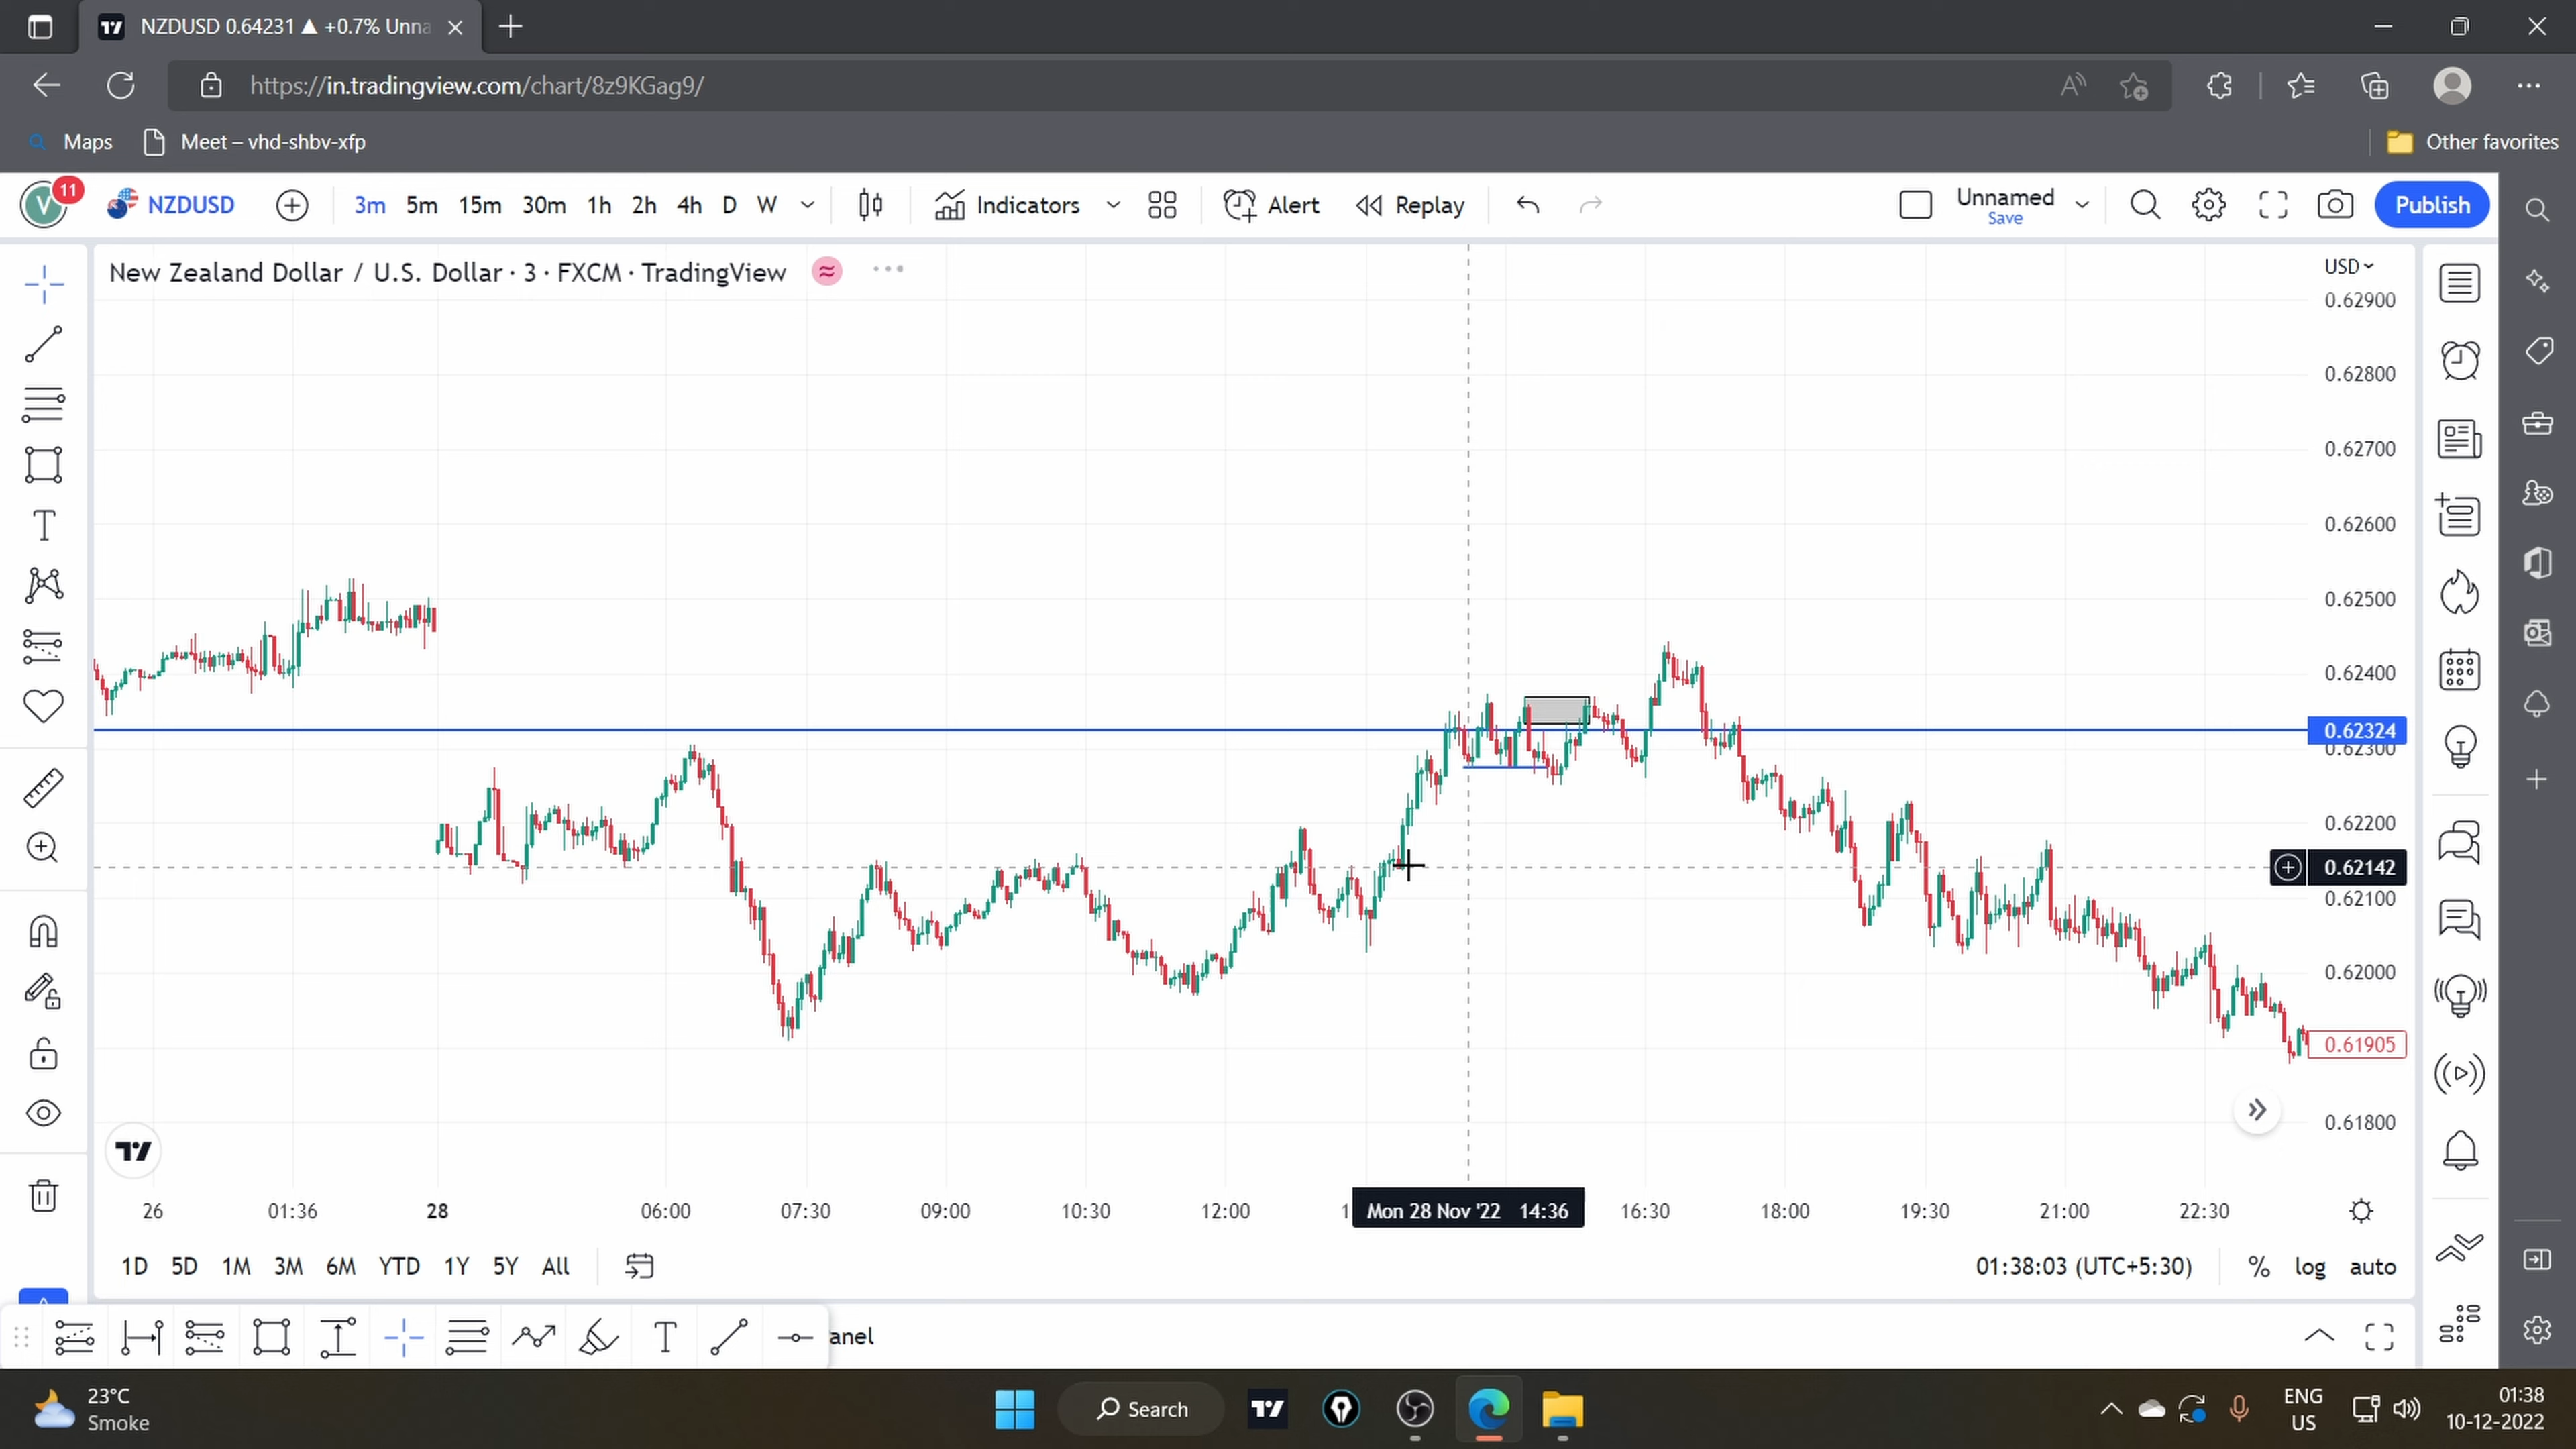 NZDUSD 0.64231 ▲ +0.7% Unna
https://in.tradingview.com/chart/8z9KGag9/
Maps
Meet – vhd-shbv-xfp
Other favorites
V 11
NZDUSD
3m 5m 15m 30m 1h 2h 4h D W
Indicators
Alert
Replay
Unnamed
Save
Publish
New Zealand Dollar / U.S. Dollar · 3 · FXCM · TradingView
USD
0.62900
0.62800
0.62700
0.62600
0.62500
0.62400
0.62324
0.62300
0.62200
0.62142
0.62100
0.62000
0.61905
0.61800
26 01:36 28 06:00 07:30 09:00 10:30 12:00 1 Mon 28 Nov '22 14:36 16:30 18:00 19:30 21:00 22:30
1D 5D 1M 3M 6M YTD 1Y 5Y All
01:38:03 (UTC+5:30) % log auto
anel
23°C
Smoke
Search
ENG
US
01:38
10-12-2022